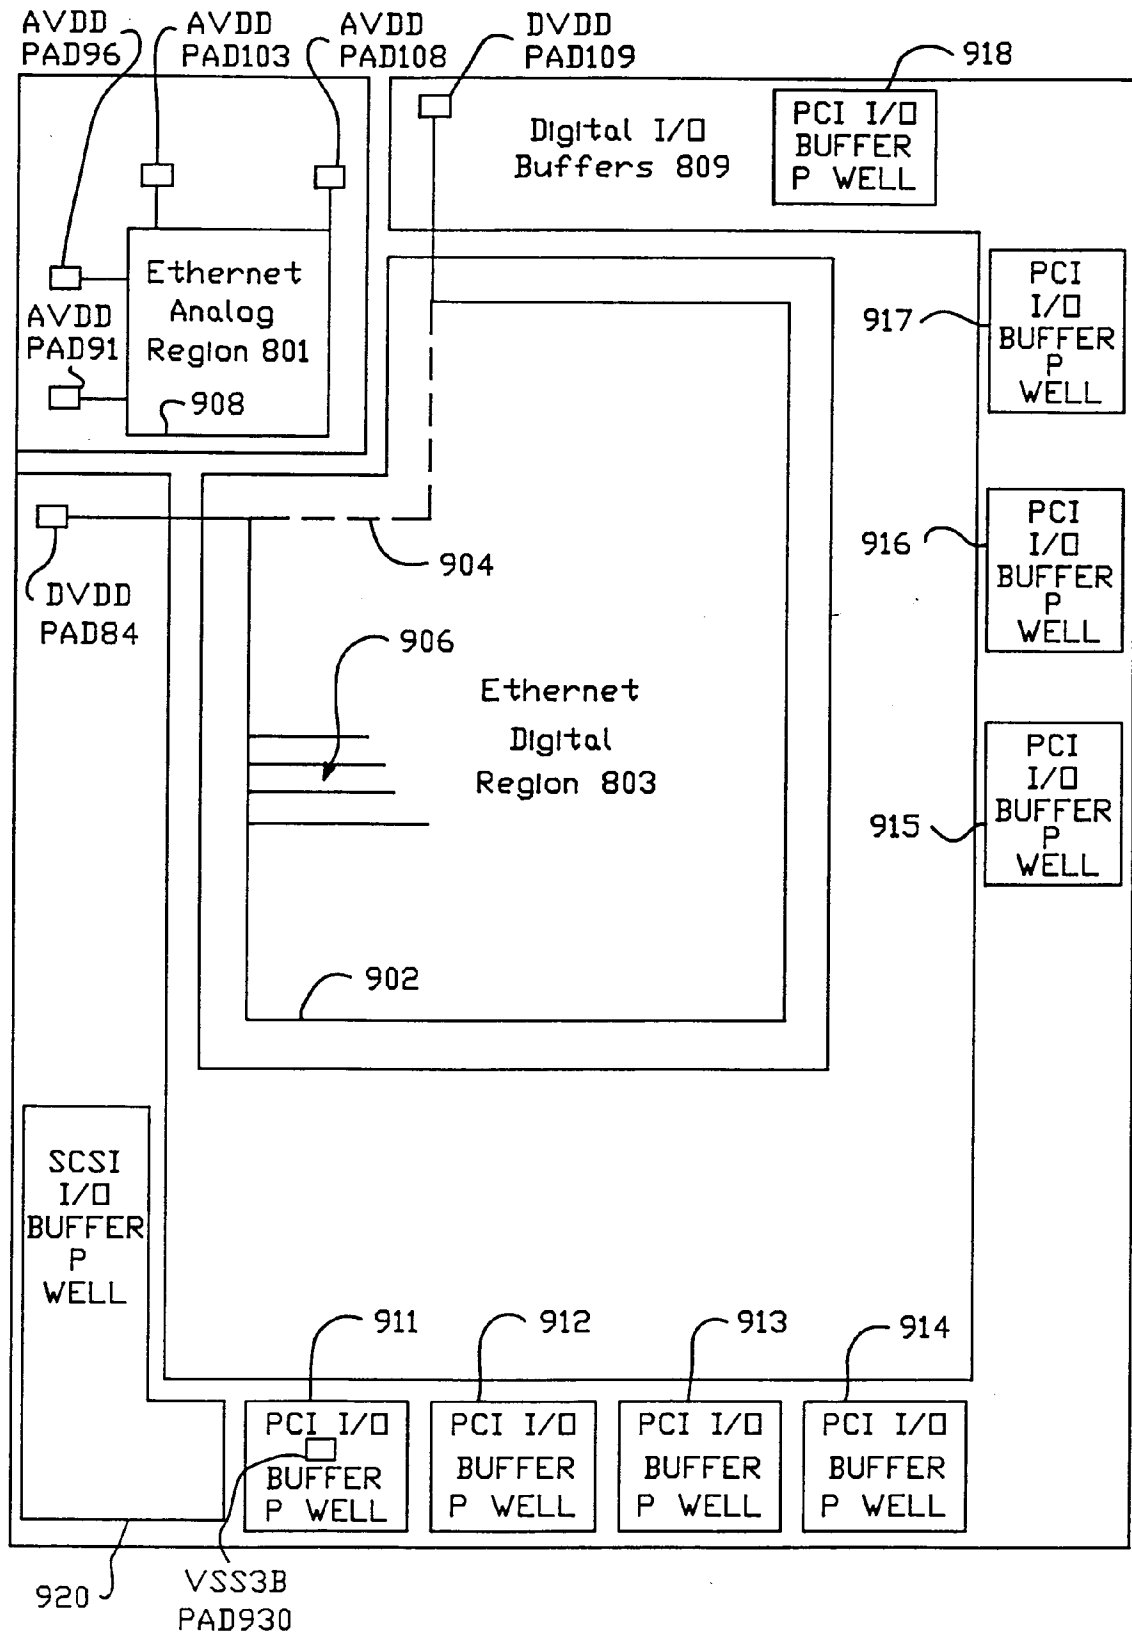 AVDD
PAD96
AVDD
PAD103
AVDD
PAD108
DVDD
PAD109
918
Digital I/O
Buffers 809
PCI I/O
BUFFER
P WELL
Ethernet
Analog
Region 801
AVDD
PAD91
908
917
PCI
I/O
BUFFER
P
WELL
DVDD
PAD84
904
916
PCI
I/O
BUFFER
P
WELL
906
Ethernet
Digital
Region 803
915
PCI
I/O
BUFFER
P
WELL
902
SCSI
I/O
BUFFER
P
WELL
911
912
913
914
PCI I/O
BUFFER
P WELL
PCI I/O
BUFFER
P WELL
PCI I/O
BUFFER
P WELL
PCI I/O
BUFFER
P WELL
920
VSS3B
PAD930